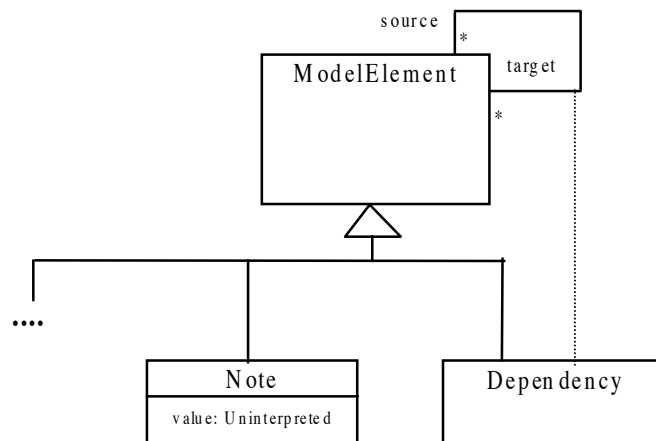 source
*
ModelElement
target
*
....
Note
Dependency
value: Uninterpreted